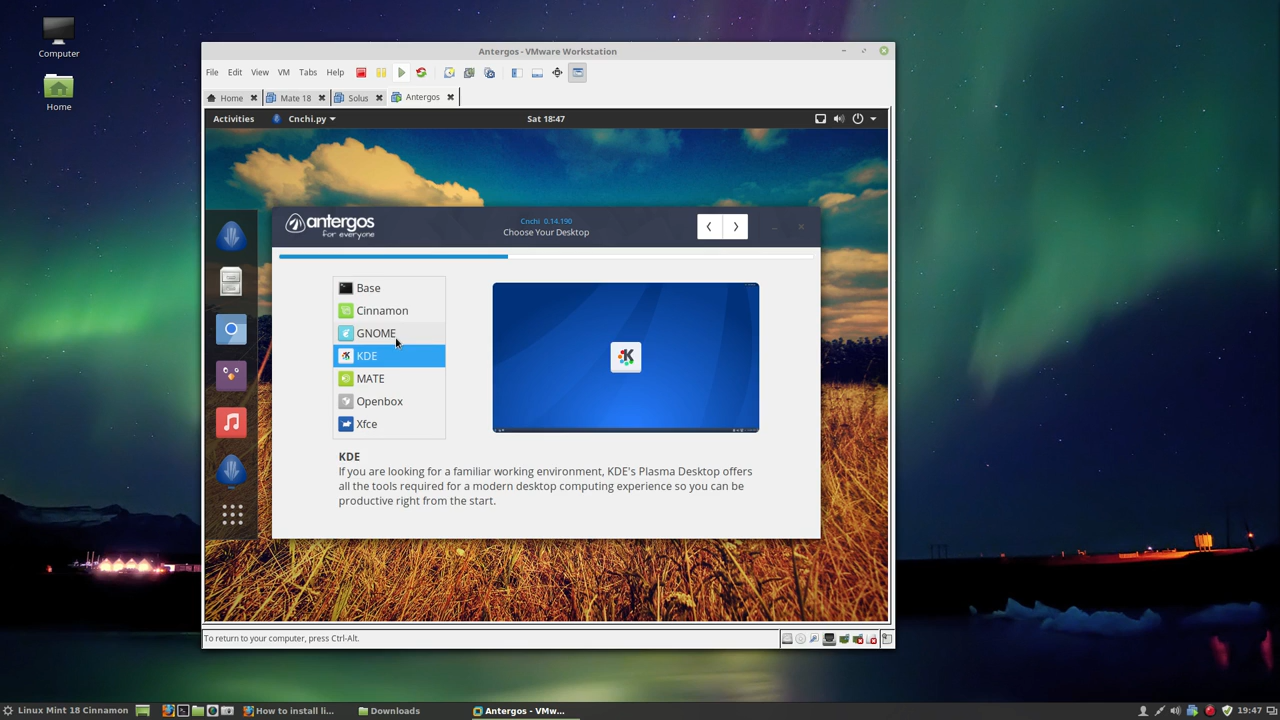 Computer
Home
Antergos - VMware Workstation
File Edit View VM Tabs Help
Home Mate 18 Solus Antergos
Activities Cnchi.py Sat 18:47
antergos
for everyone
Cnchi 0.14.190
Choose Your Desktop
Base
Cinnamon
GNOME
KDE
MATE
Openbox
Xfce
KDE
If you are looking for a familiar working environment, KDE's Plasma Desktop offers
all the tools required for a modern desktop computing experience so you can be
productive right from the start.
To return to your computer, press Ctrl-Alt.
Linux Mint 18 Cinnamon How to install li... Downloads Antergos - VMw... 19:47